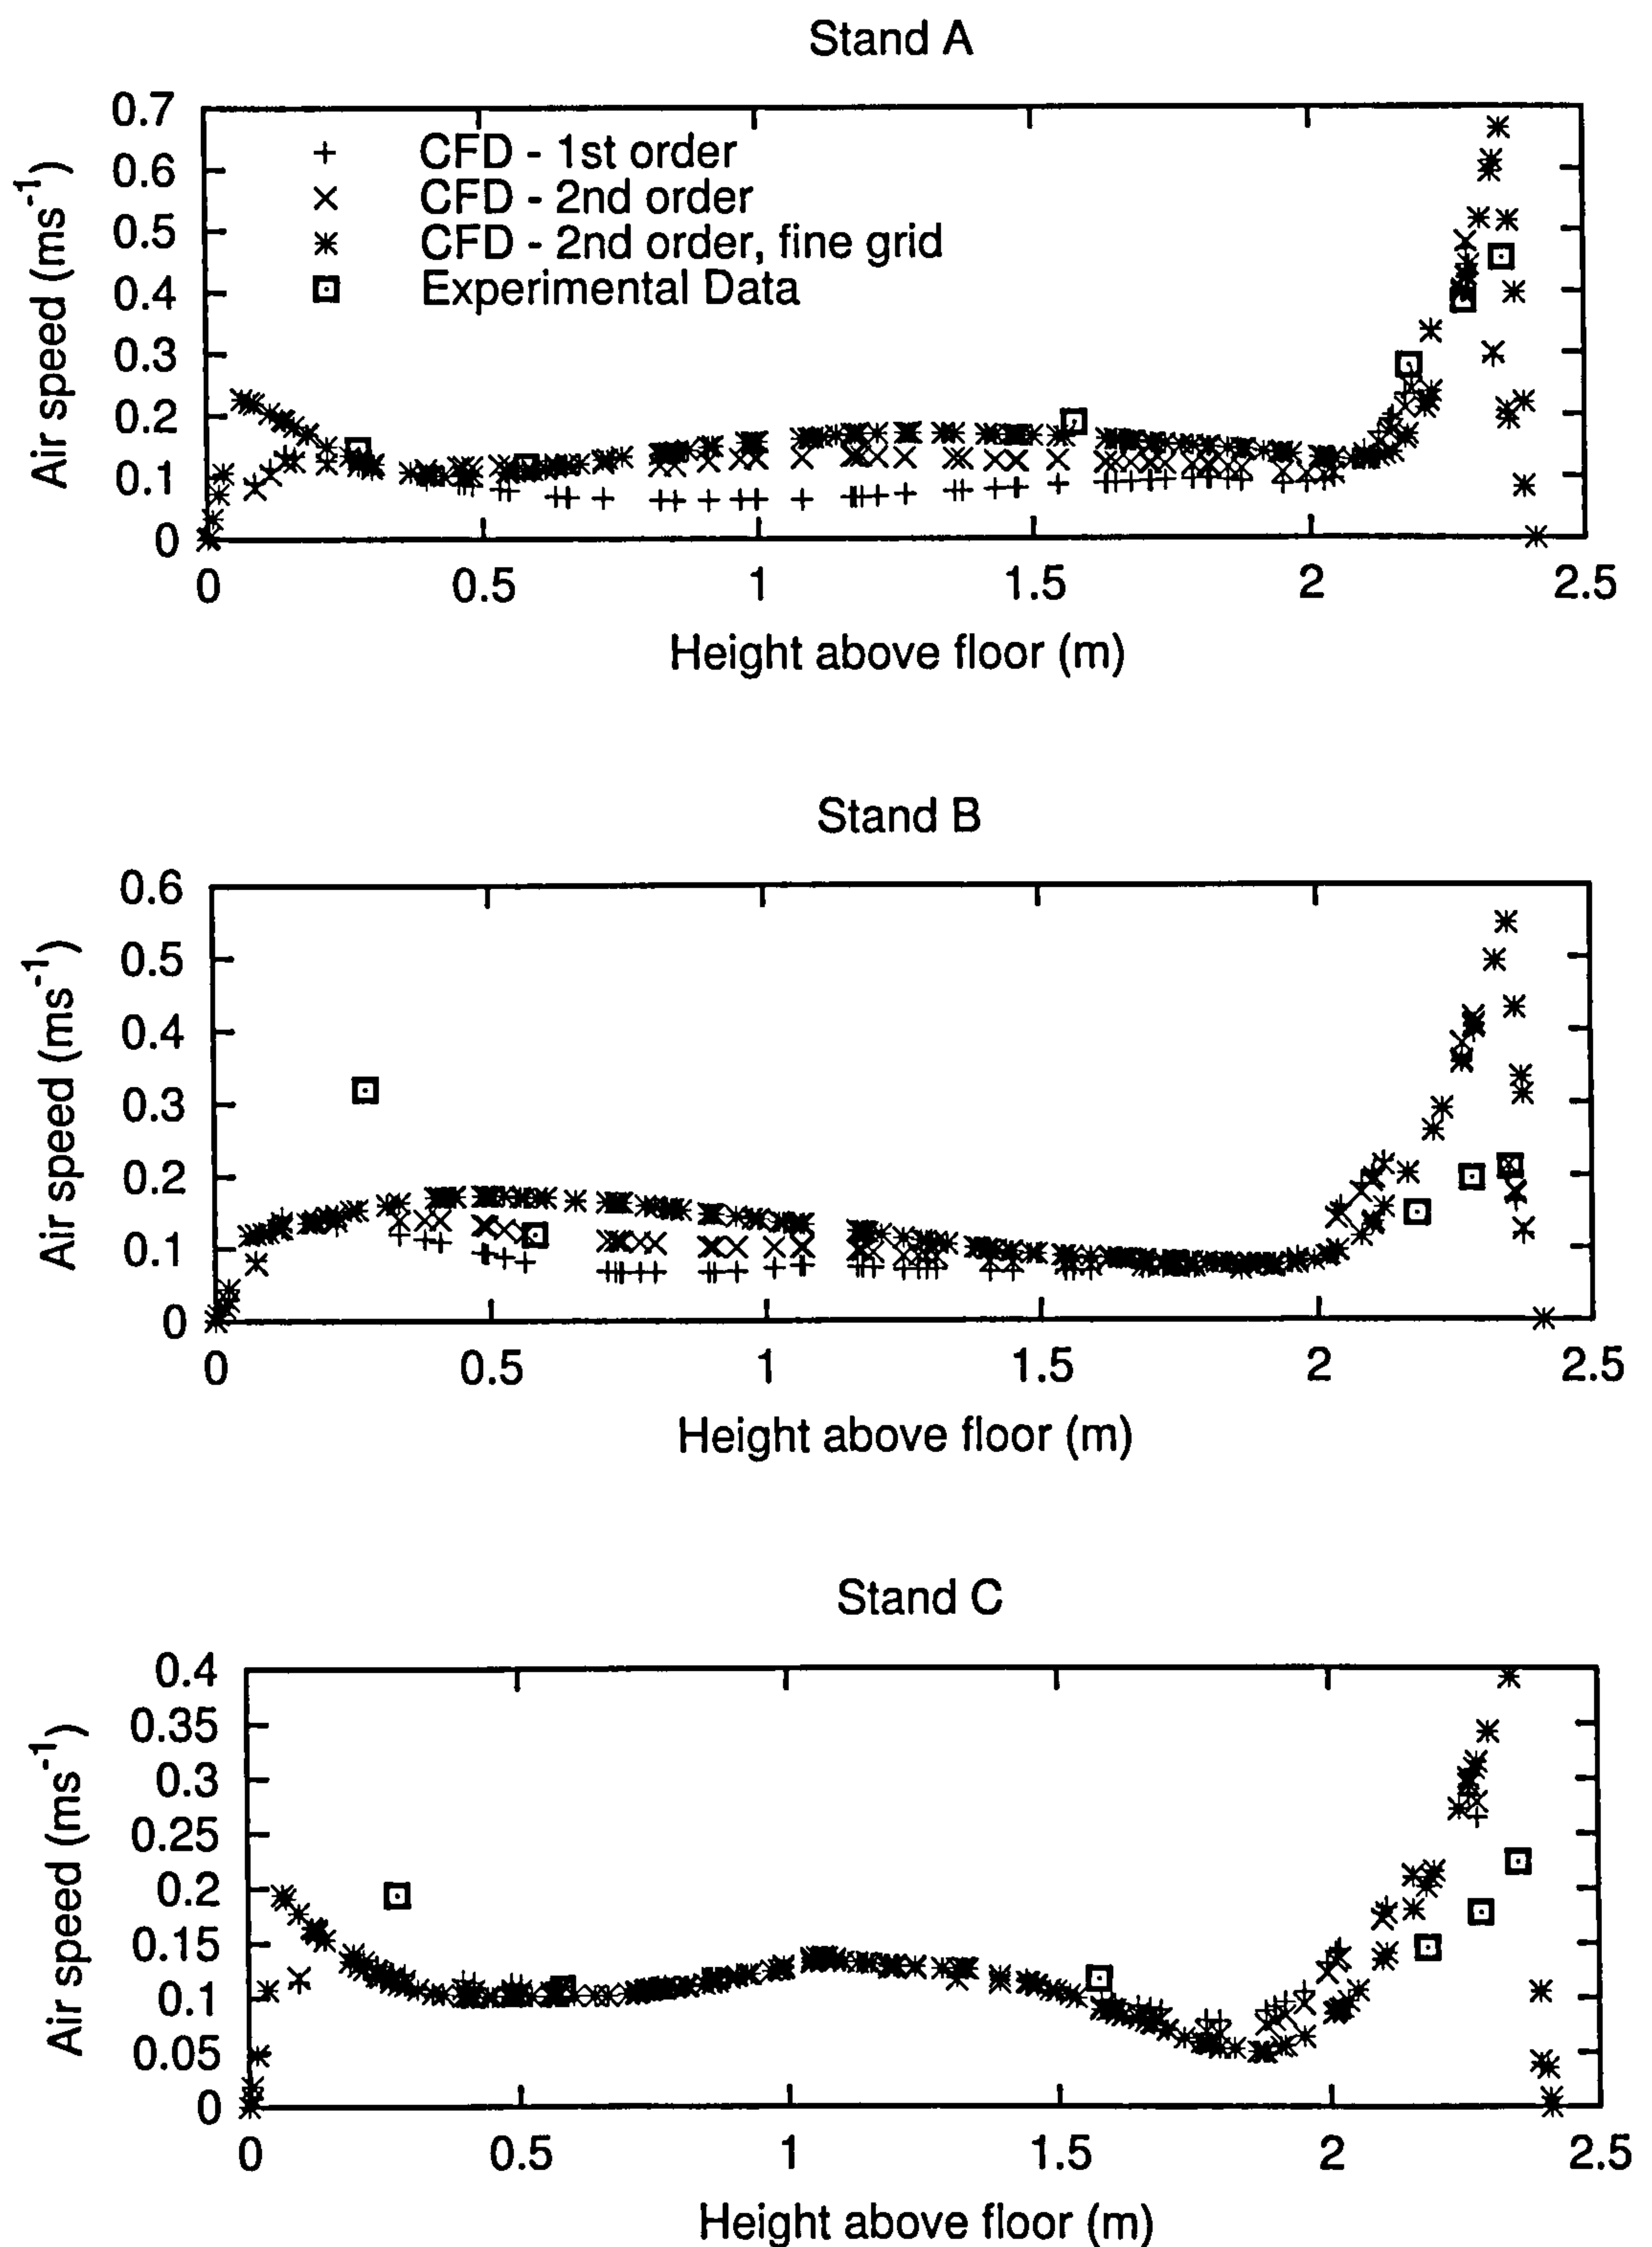 Stand A
0.7
0.6
0.5
0.4
0.3
0.2
0.1
0
Air speed (ms-1)
CFD - 1st order
CFD - 2nd order
CFD - 2nd order, fine grid
Experimental Data
0 0.5 1 1.5 2 2.5
Height above floor (m)
Stand B
0.6
0.5
0.4
0.3
0.2
0.1
0
Air speed (ms-1)
0 0.5 1 1.5 2 2.5
Height above floor (m)
Stand C
0.4
0.35
0.3
0.25
0.2
0.15
0.1
0.05
0
Air speed (ms-1)
0 0.5 1 1.5 2 2.5
Height above floor (m)